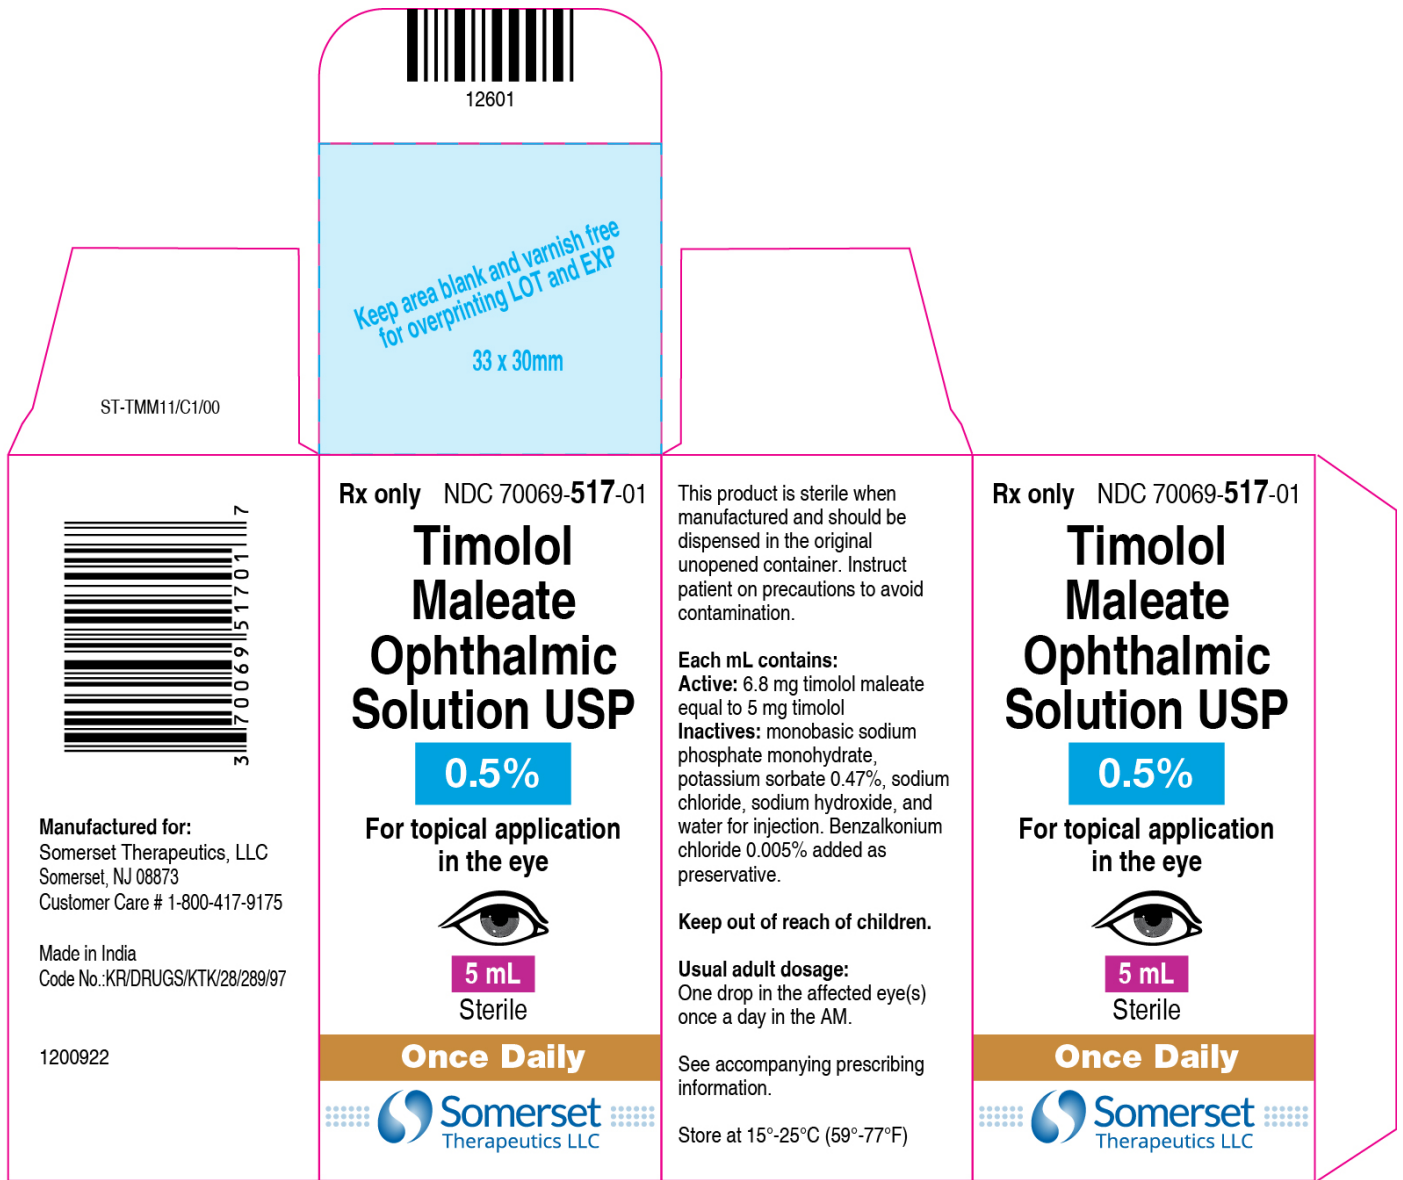 12601
Keep area blank and varnish free
for overprinting LOT and EXP
33 x 30mm
ST-TMM11/C1/00
3 70069 51701 7
Manufactured for:
Somerset Therapeutics, LLC
Somerset, NJ 08873
Customer Care # 1-800-417-9175
Made in India
Code No.:KR/DRUGS/KTK/28/289/97
1200922
Rx only NDC 70069-517-01
Timolol
Maleate
Ophthalmic
Solution USP
0.5%
For topical application
in the eye
5 mL
Sterile
Once Daily
Somerset
Therapeutics LLC
This product is sterile when
manufactured and should be
dispensed in the original
unopened container. Instruct
patient on precautions to avoid
contamination.
Each mL contains:
Active: 6.8 mg timolol maleate
equal to 5 mg timolol
Inactives: monobasic sodium
phosphate monohydrate,
potassium sorbate 0.47%, sodium
chloride, sodium hydroxide, and
water for injection. Benzalkonium
chloride 0.005% added as
preservative.
Keep out of reach of children.
Usual adult dosage:
One drop in the affected eye(s)
once a day in the AM.
See accompanying prescribing
information.
Store at 15°-25°C (59°-77°F)
Rx only NDC 70069-517-01
Timolol
Maleate
Ophthalmic
Solution USP
0.5%
For topical application
in the eye
5 mL
Sterile
Once Daily
Somerset
Therapeutics LLC